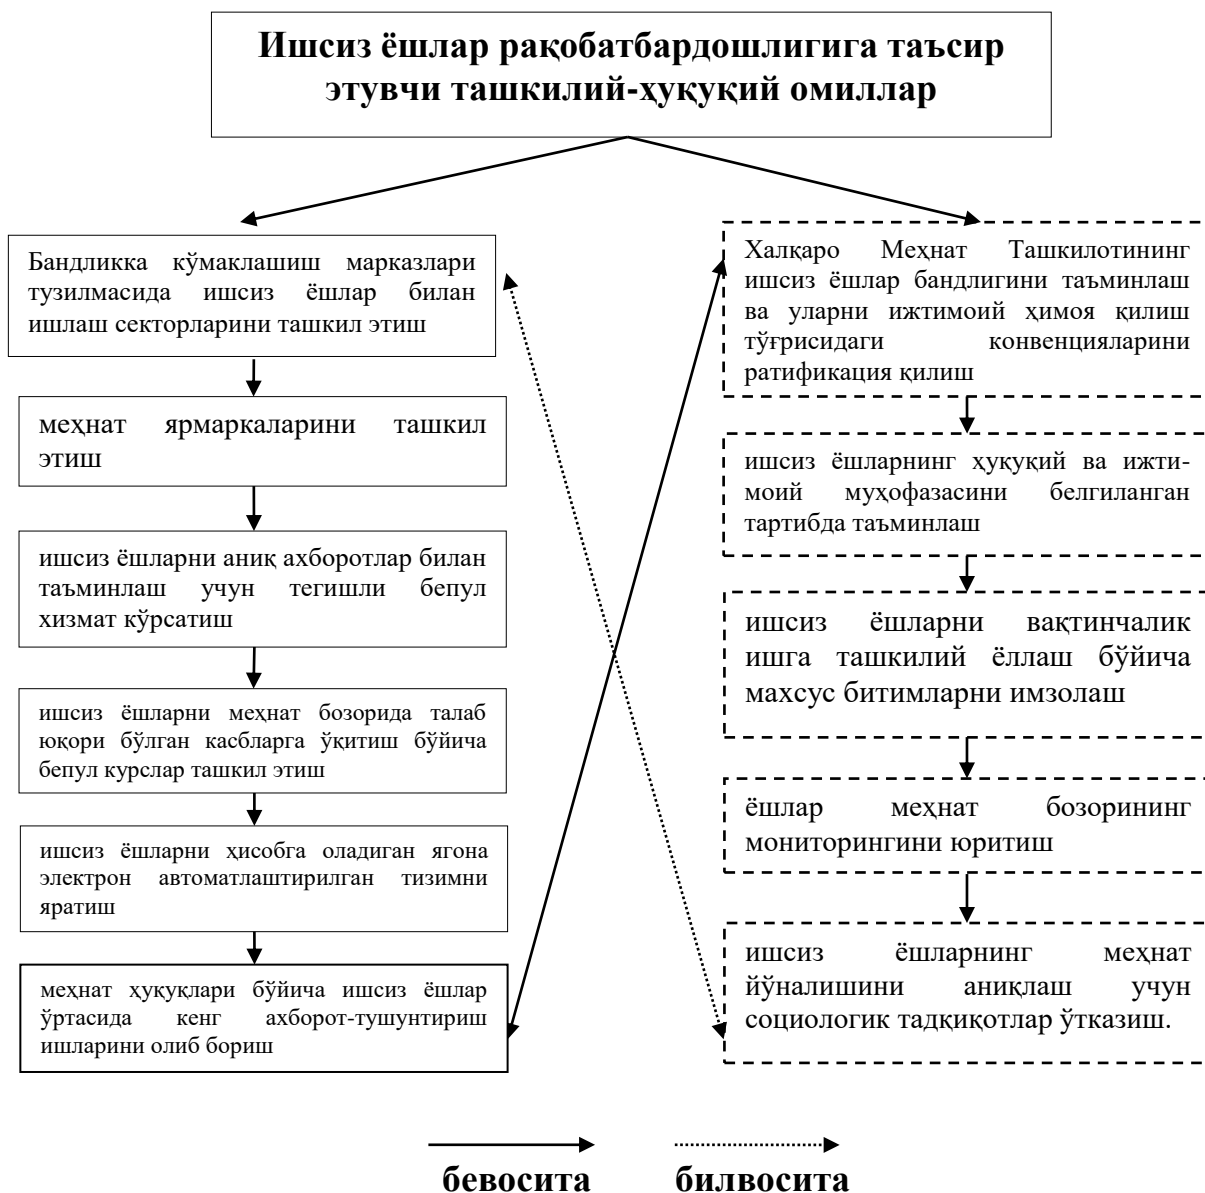 Ишсиз ёшлар рақобатбардошлигига таъсир
этувчи ташкилий-ҳуқуқий омиллар
Бандликка кўмаклашиш марказлари
тузилмасида ишсиз ёшлар билан
ишлаш секторларини ташкил этиш
меҳнат ярмаркаларини ташкил
этиш
ишсиз ёшларни аниқ ахборотлар билан
таъминлаш учун тегишли бепул
хизмат кўрсатиш
ишсиз ёшларни меҳнат бозорида талаб
юқори бўлган касбларга ўқитиш бўйича
бепул курслар ташкил этиш
ишсиз ёшларни ҳисобга оладиган ягона
электрон автоматлаштирилган тизимни
яратиш
меҳнат ҳуқуқлари бўйича ишсиз ёшлар
ўртасида кенг ахборот-тушунтириш
ишларини олиб бориш
Халқаро Меҳнат Ташкилотининг
ишсиз ёшлар бандлигини таъминлаш
ва уларни ижтимоий ҳимоя қилиш
тўғрисидаги конвенцияларини
ратификация қилиш
ишсиз ёшларнинг ҳуқуқий ва ижти-
моий муҳофазасини белгиланган
тартибда таъминлаш
ишсиз ёшларни вақтинчалик
ишга ташкилий ёллаш бўйича
махсус битимларни имзолаш
ёшлар меҳнат бозорининг
мониторингини юритиш
ишсиз ёшларнинг меҳнат
йўналишини аниқлаш учун
социологик тадқиқотлар ўтказиш.
бевосита билвосита